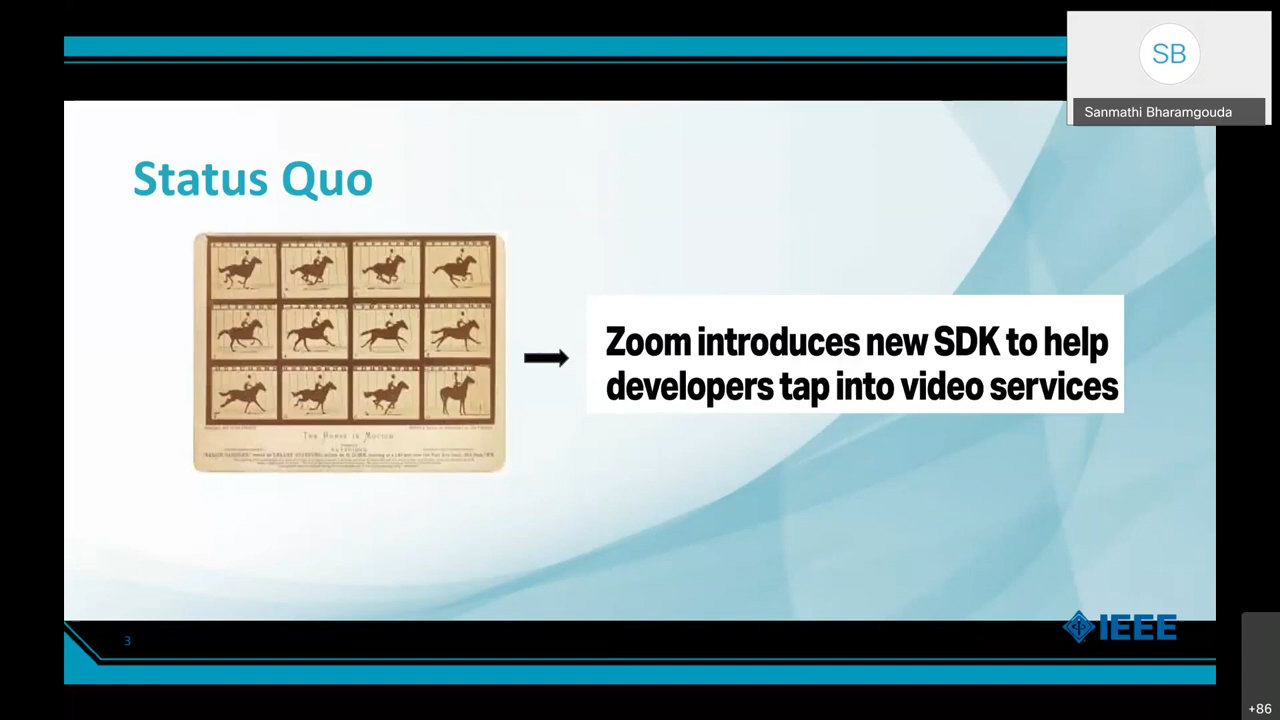 SB
Sanmathi Bharamgouda
Status Quo
THE HORSE IN MOTION
Zoom introduces new SDK to help
developers tap into video services
3
IEEE
+86